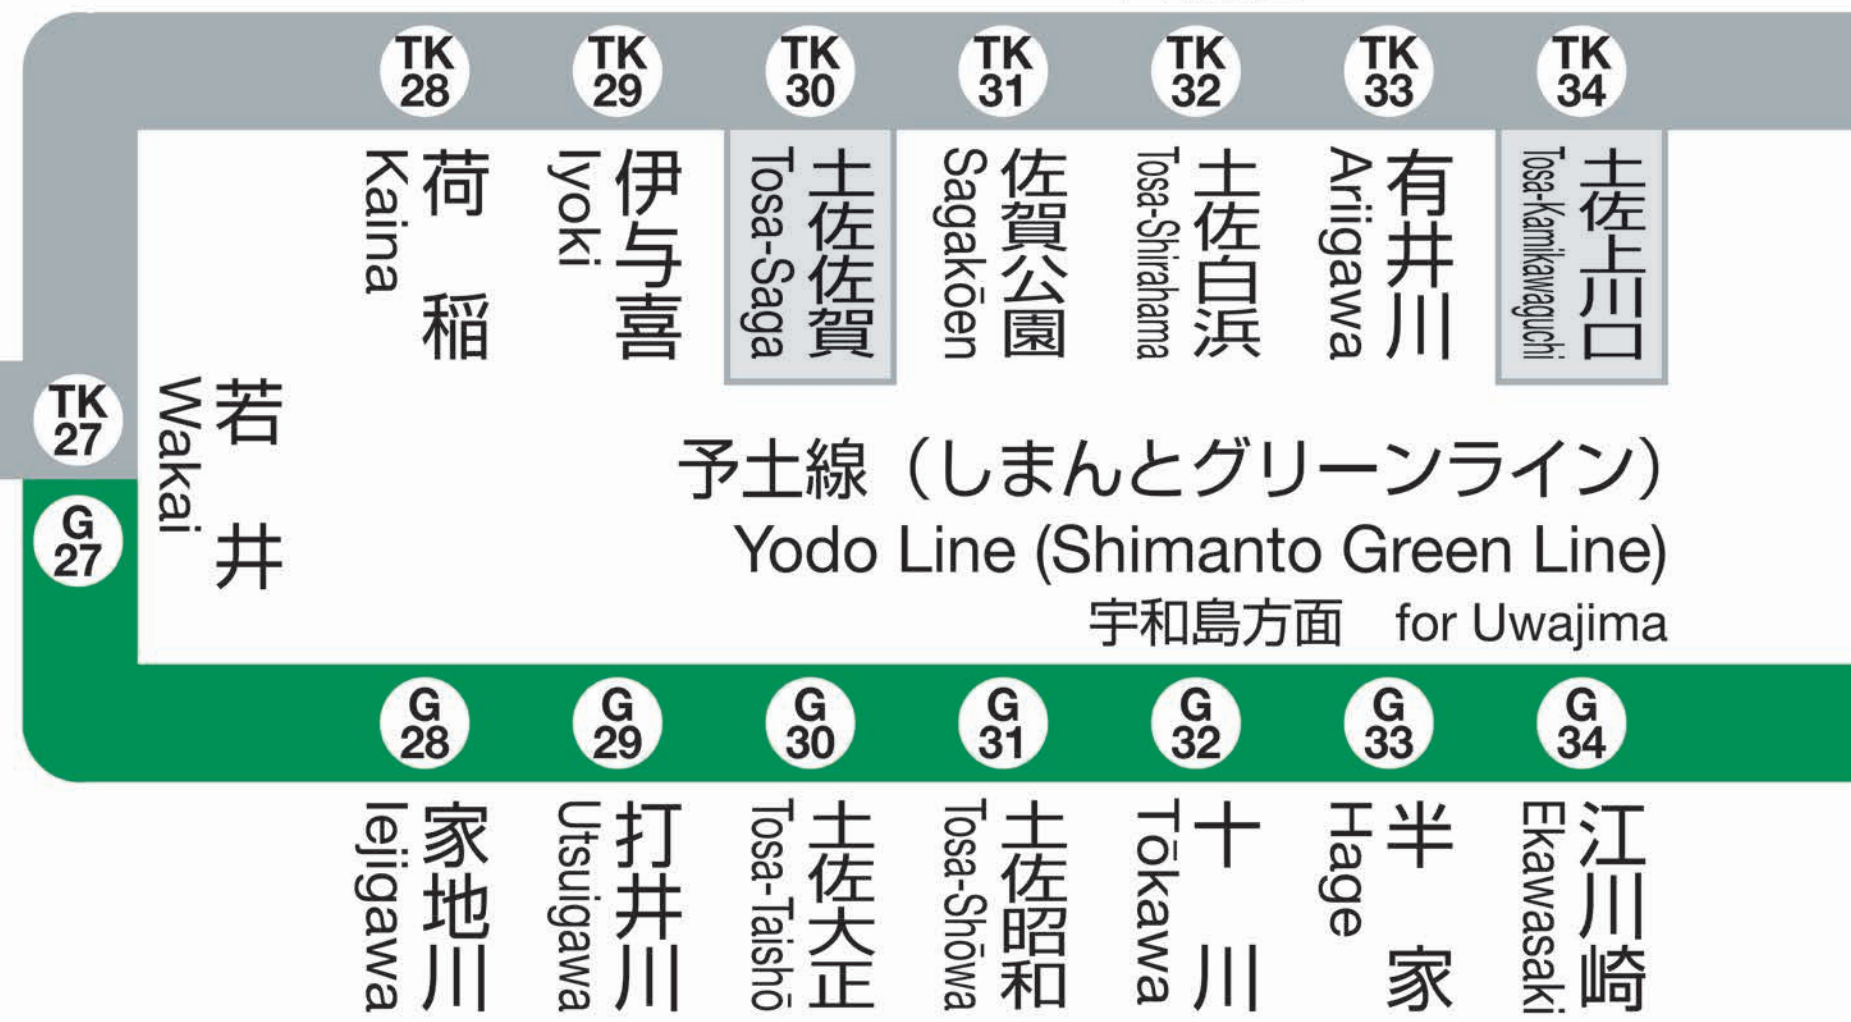 TK
28
TK
29
TK
30
TK
31
TK
32
TK
33
TK
34
荷稲
Kaina
伊与喜
Iyoki
土佐佐賀
Tosa-Saga
佐賀公園
Sagakōen
土佐白浜
Tosa-Shirahama
有井川
Ariigawa
土佐上川口
Tosa-Kamikawaguchi
TK
27
G
27
若井
Wakai
予土線（しまんとグリーンライン）
Yodo Line (Shimanto Green Line)
宇和島方面 for Uwajima
G
28
G
29
G
30
G
31
G
32
G
33
G
34
家地川
Iejigawa
打井川
Utsuigawa
土佐大正
Tosa-Taishō
土佐昭和
Tosa-Shōwa
十川
Tōkawa
半家
Hage
江川崎
Ekawasaki